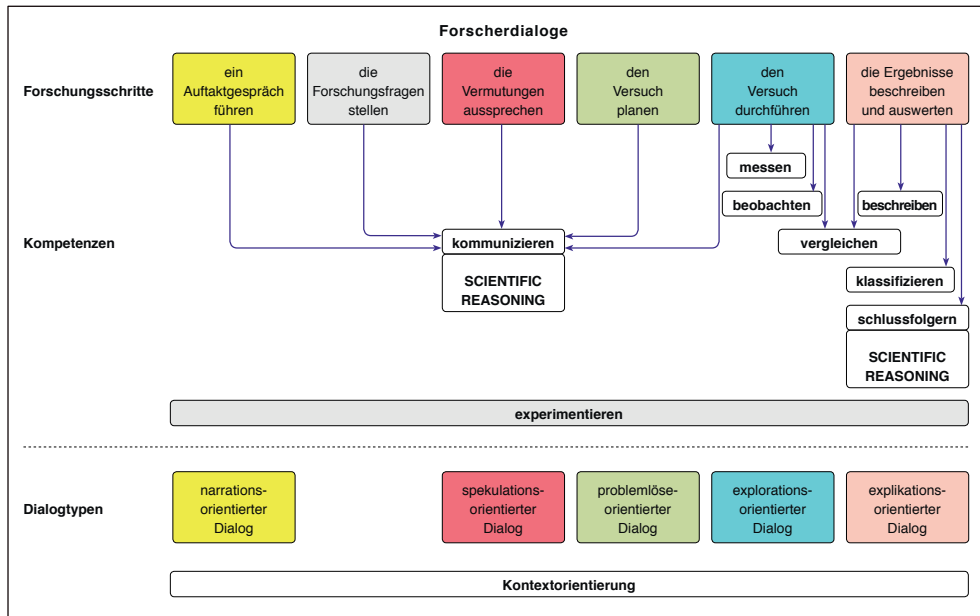 Forscherdialoge
Forschungsschritte
ein
Auftaktgespräch
führen
die
Forschungsfragen
stellen
die
Vermutungen
aussprechen
den
Versuch
planen
den
Versuch
durchführen
die Ergebnisse
beschreiben
und auswerten
Kompetenzen
messen
beobachten
beschreiben
kommunizieren
vergleichen
SCIENTIFIC
REASONING
klassifizieren
schlussfolgern
SCIENTIFIC
REASONING
experimentieren
Dialogtypen
narrations-
orientierter
Dialog
spekulations-
orientierter
Dialog
problemlöse-
orientierter
Dialog
explorations-
orientierter
Dialog
explikations-
orientierter
Dialog
Kontextorientierung